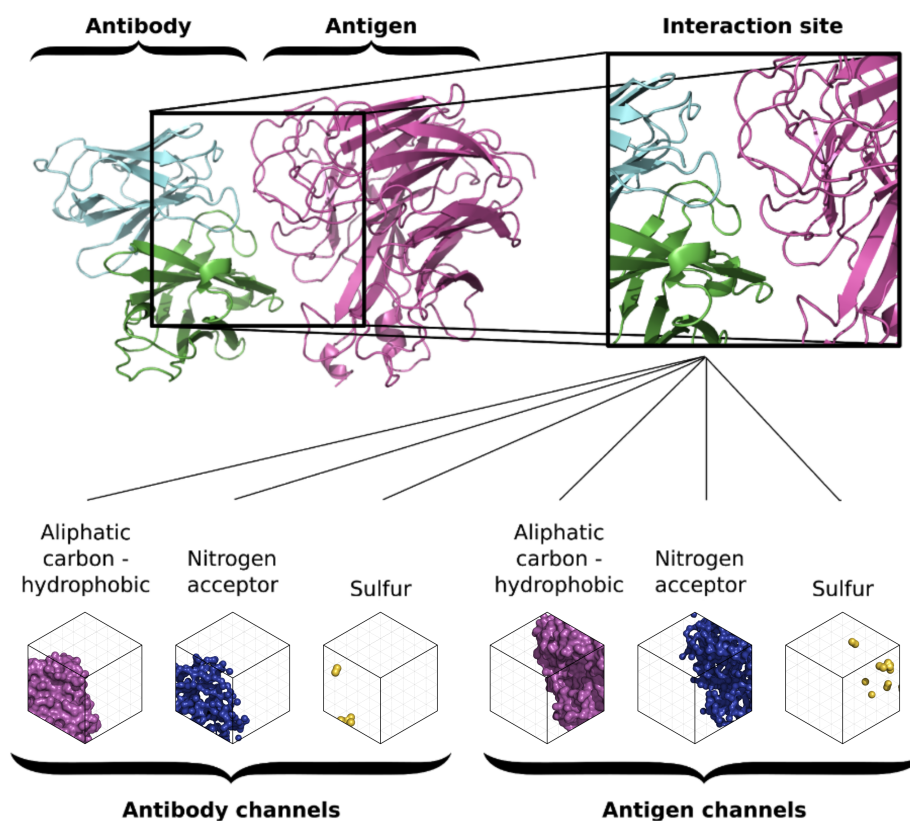 Antibody
Antigen
Interaction site
Aliphatic
carbon -
hydrophobic
Nitrogen
acceptor
Sulfur
Aliphatic
carbon -
hydrophobic
Nitrogen
acceptor
Sulfur
Antibody channels
Antigen channels